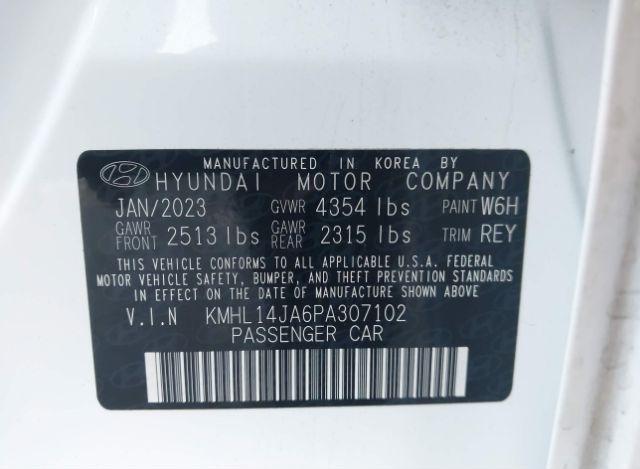 MANUFACTURED IN KOREA BY
HYUNDAI MOTOR COMPANY
JAN/2023 GVWR 4354 lbs PAINT W6H
GAWR FRONT 2513 lbs GAWR REAR 2315 lbs TRIM REY
THIS VEHICLE CONFORMS TO ALL APPLICABLE U.S.A. FEDERAL
MOTOR VEHICLE SAFETY, BUMPER, AND THEFT PREVENTION STANDARDS
IN EFFECT ON THE DATE OF MANUFACTURE SHOWN ABOVE
V.I.N KMHL14JA6PA307102
PASSENGER CAR